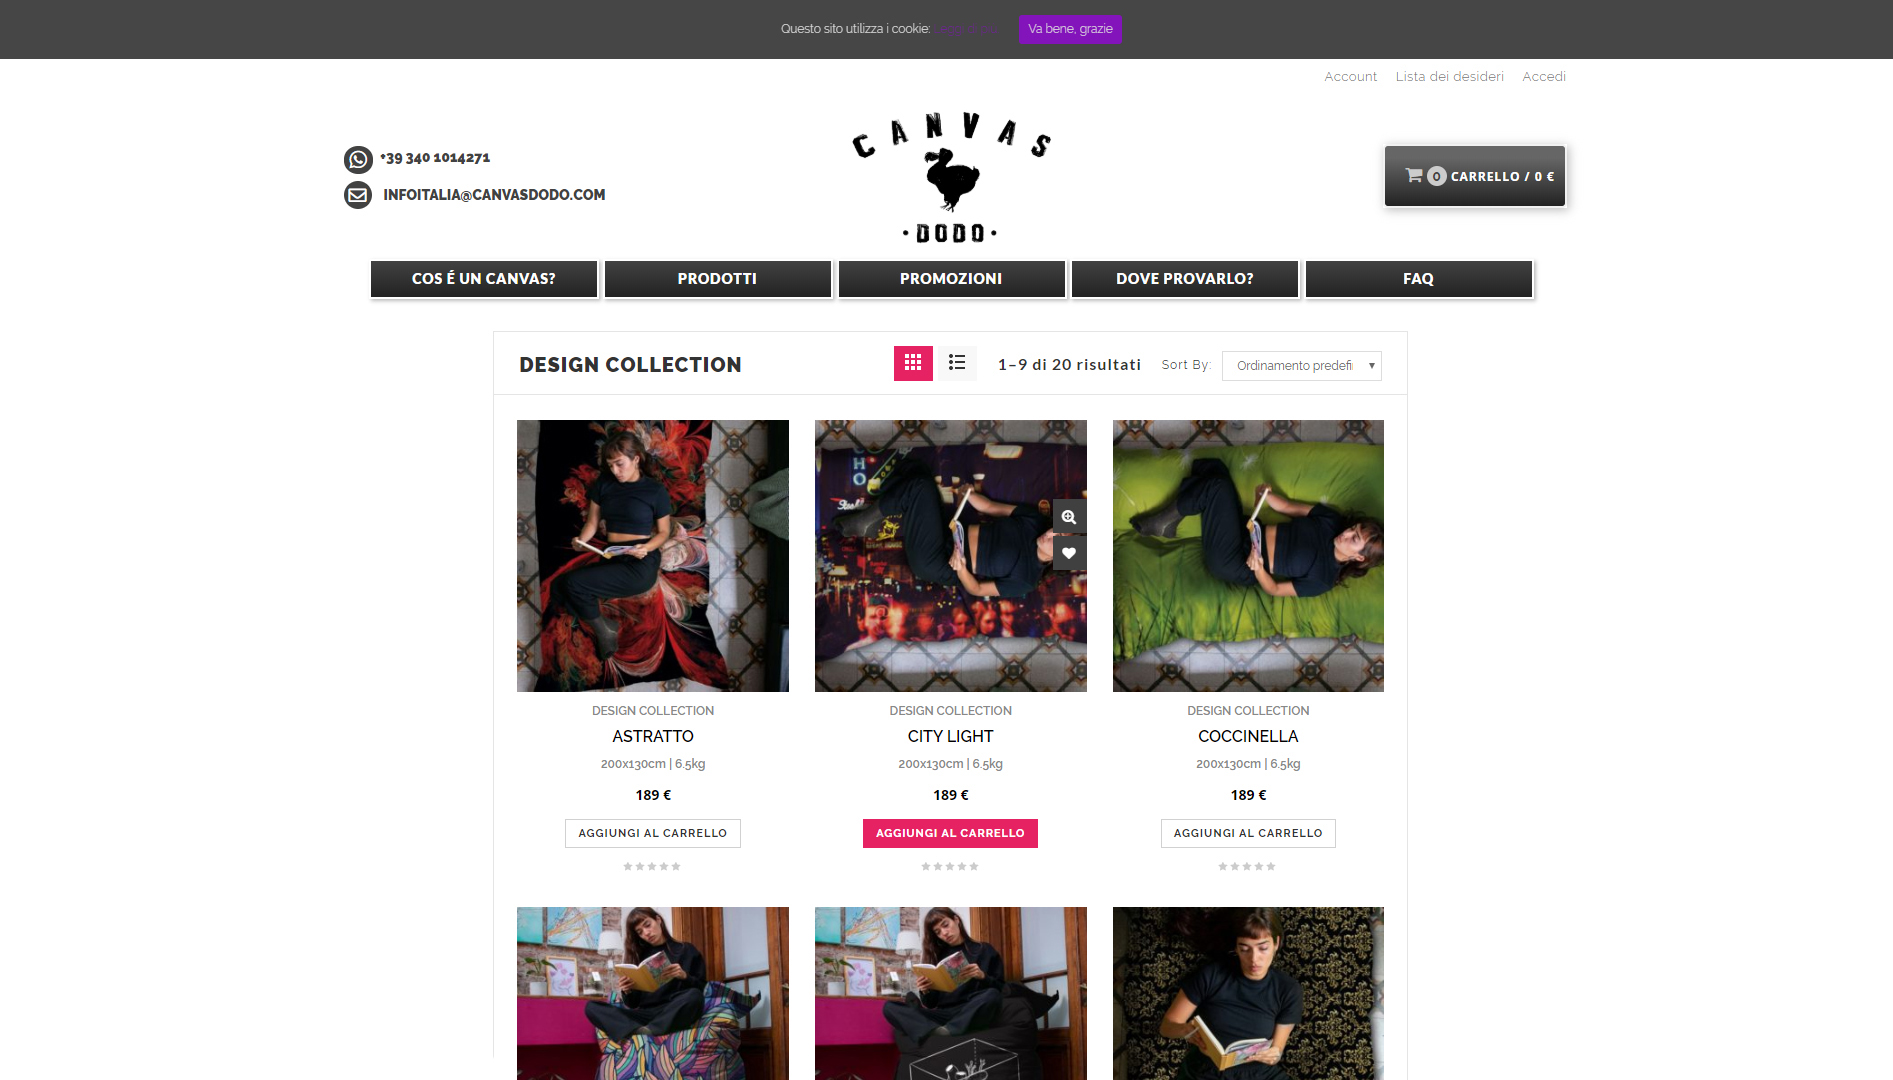 Questo sito utilizza i cookie:
Va bene, grazie
Account Lista dei desideri Accedi
CANVAS
DODO
+39 340 1014271
INFOITALIA@CANVASDODO.COM
0 CARRELLO / 0 €
COS É UN CANVAS? PRODOTTI PROMOZIONI DOVE PROVARLO? FAQ
DESIGN COLLECTION
1–9 di 20 risultati
Sort By:
Ordinamento predefi
DESIGN COLLECTION
ASTRATTO
200x130cm | 6.5kg
189 €
AGGIUNGI AL CARRELLO
DESIGN COLLECTION
CITY LIGHT
200x130cm | 6.5kg
189 €
AGGIUNGI AL CARRELLO
DESIGN COLLECTION
COCCINELLA
200x130cm | 6.5kg
189 €
AGGIUNGI AL CARRELLO